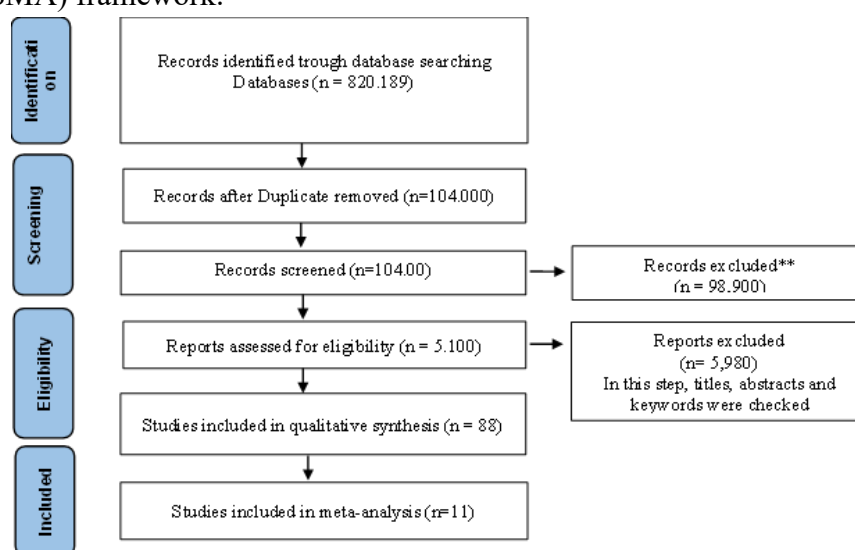 SMA) framework.
Identificati
on
Records identified trough database searching
Databases (n = 820.189)
Screening
Records after Duplicate removed (n=104.000)
Records screened (n=104.00)
Records excluded**
(n = 98.900)
Eligibility
Reports assessed for eligibility (n = 5.100)
Reports excluded
(n= 5,980)
In this step, titles, abstracts and
keywords were checked
Studies included in qualitative synthesis (n = 88)
Included
Studies included in meta-analysis (n=11)